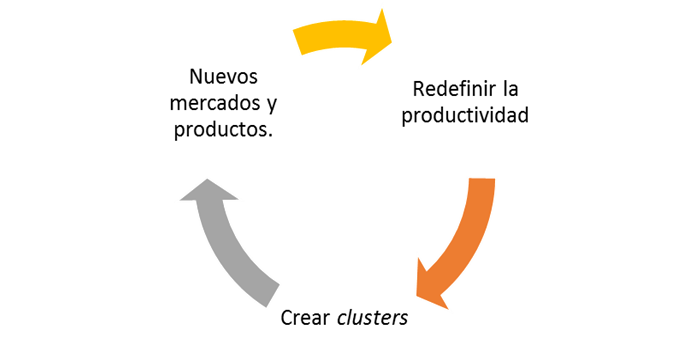 Nuevos
mercados y
productos.
Redefinir la
productividad
Crear clusters